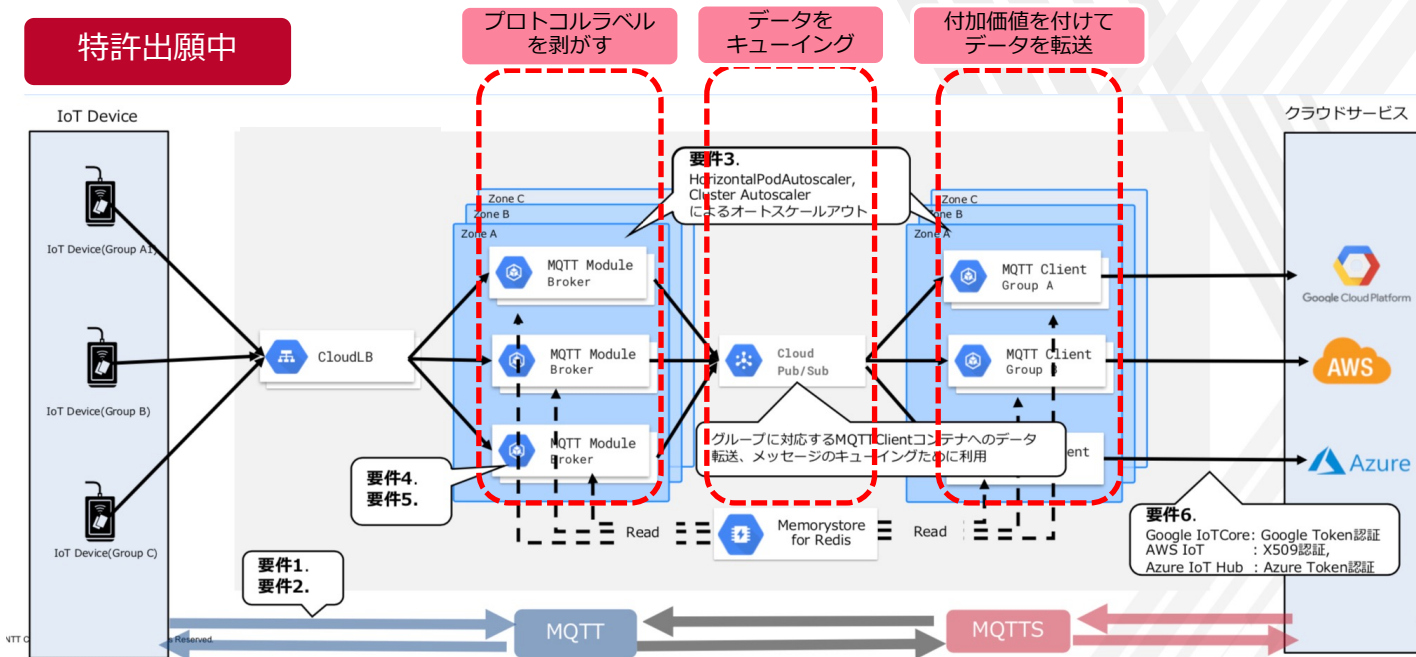 特許出願中
プロトコルラベル
を剥がす
データを
キューイング
付加価値を付けて
データを転送
IoT Device
クラウドサービス
要件3.
HorizontalPodAutoscaler,
Cluster Autoscaler
によるオートスケールアウト
Zone C
Zone B
Zone A
Zone C
Zone B
Zone A
IoT Device(Group A1)
MQTT Module
Broker
MQTT Client
Group A
Google Cloud Platform
CloudLB
MQTT Module
Broker
Cloud
Pub/Sub
MQTT Client
Group B
AWS
IoT Device(Group B)
MQTT Module
Broker
グループに対応するMQTTClientコンテナへのデータ
転送、メッセージのキューイングために利用
ent
Azure
要件4.
要件5.
IoT Device(Group C)
Read
Memorystore
for Redis
Read
要件6.
Google IoTCore: Google Token認証
AWS IoT : X509認証,
Azure IoT Hub : Azure Token認証
要件1.
要件2.
MQTT
MQTTS
s Reserved.